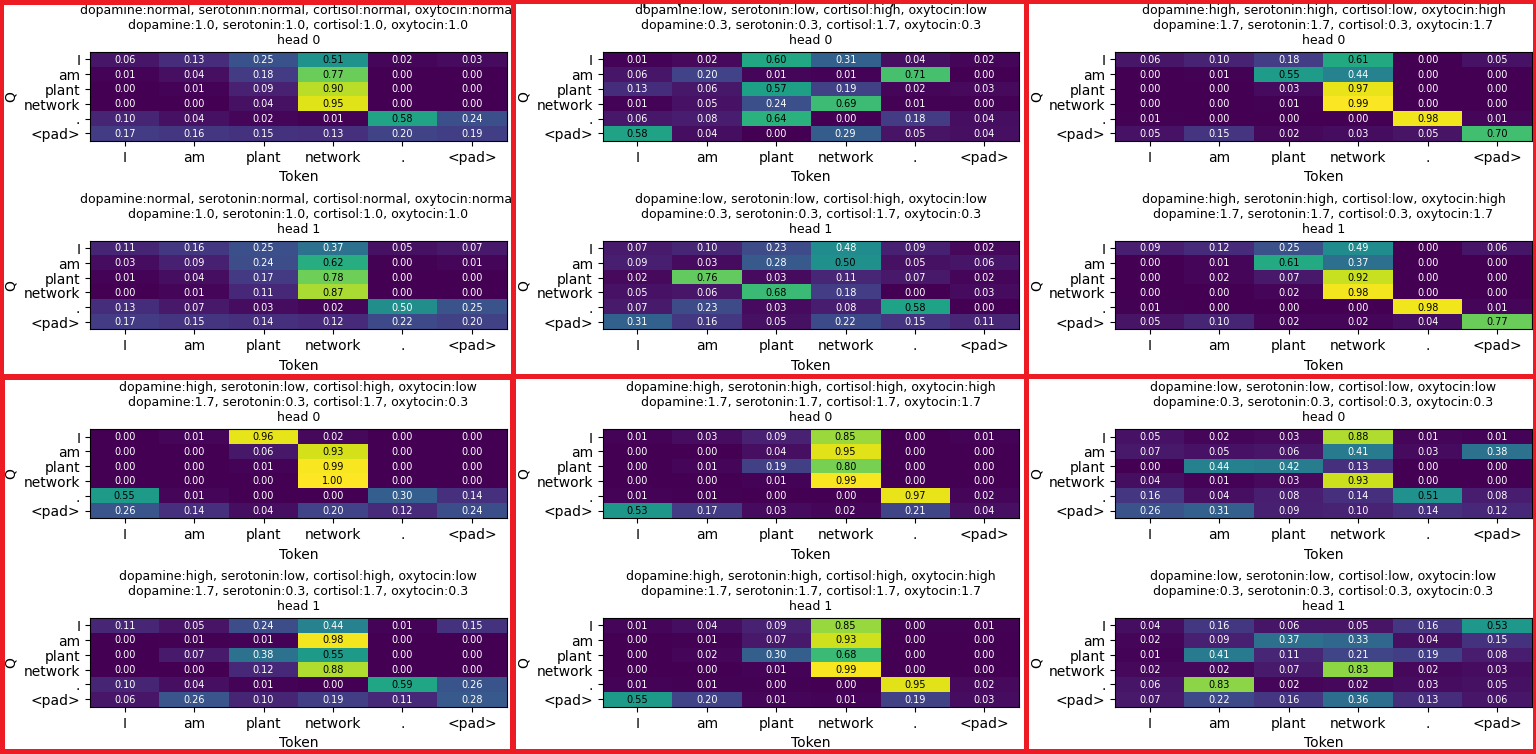 dopamine:normal, serotonin:normal, cortisol:normal, oxytocin:norma
dopamine:1.0, serotonin:1.0, cortisol:1.0, oxytocin:1.0
head 0
Q
I 0.06 0.13 0.25 0.51 0.02 0.03
am 0.01 0.04 0.18 0.77 0.00 0.00
plant 0.00 0.01 0.09 0.90 0.00 0.00
network 0.00 0.00 0.04 0.95 0.00 0.00
. 0.10 0.04 0.02 0.01 0.58 0.24
<pad> 0.17 0.16 0.15 0.13 0.20 0.19
I am plant network . <pad>
Token
dopamine:normal, serotonin:normal, cortisol:normal, oxytocin:norma
dopamine:1.0, serotonin:1.0, cortisol:1.0, oxytocin:1.0
head 1
Q
I 0.11 0.16 0.25 0.37 0.05 0.07
am 0.03 0.09 0.24 0.62 0.00 0.01
plant 0.01 0.04 0.17 0.78 0.00 0.00
network 0.00 0.01 0.11 0.87 0.00 0.00
. 0.13 0.07 0.03 0.02 0.50 0.25
<pad> 0.17 0.15 0.14 0.12 0.22 0.20
I am plant network . <pad>
Token
dopamine:low, serotonin:low, cortisol:high, oxytocin:low
dopamine:0.3, serotonin:0.3, cortisol:1.7, oxytocin:0.3
head 0
Q
I 0.01 0.02 0.60 0.31 0.04 0.02
am 0.06 0.20 0.01 0.01 0.71 0.00
plant 0.13 0.06 0.57 0.19 0.02 0.03
network 0.01 0.05 0.24 0.69 0.01 0.00
. 0.06 0.08 0.64 0.00 0.18 0.04
<pad> 0.58 0.04 0.00 0.29 0.05 0.04
I am plant network . <pad>
Token
dopamine:low, serotonin:low, cortisol:high, oxytocin:low
dopamine:0.3, serotonin:0.3, cortisol:1.7, oxytocin:0.3
head 1
Q
I 0.07 0.10 0.23 0.48 0.09 0.02
am 0.09 0.03 0.28 0.50 0.05 0.06
plant 0.02 0.76 0.03 0.11 0.07 0.02
network 0.05 0.06 0.68 0.18 0.00 0.03
. 0.07 0.23 0.03 0.08 0.58 0.00
<pad> 0.31 0.16 0.05 0.22 0.15 0.11
I am plant network . <pad>
Token
dopamine:high, serotonin:high, cortisol:low, oxytocin:high
dopamine:1.7, serotonin:1.7, cortisol:0.3, oxytocin:1.7
head 0
Q
I 0.06 0.10 0.18 0.61 0.00 0.05
am 0.00 0.01 0.55 0.44 0.00 0.00
plant 0.00 0.00 0.03 0.97 0.00 0.00
network 0.00 0.00 0.01 0.99 0.00 0.00
. 0.01 0.00 0.00 0.00 0.98 0.01
<pad> 0.05 0.15 0.02 0.03 0.05 0.70
I am plant network . <pad>
Token
dopamine:high, serotonin:high, cortisol:low, oxytocin:high
dopamine:1.7, serotonin:1.7, cortisol:0.3, oxytocin:1.7
head 1
Q
I 0.09 0.12 0.25 0.49 0.00 0.06
am 0.00 0.01 0.61 0.37 0.00 0.00
plant 0.00 0.02 0.07 0.92 0.00 0.00
network 0.00 0.00 0.02 0.98 0.00 0.00
. 0.01 0.00 0.00 0.00 0.98 0.01
<pad> 0.05 0.10 0.02 0.02 0.04 0.77
I am plant network . <pad>
Token
dopamine:high, serotonin:low, cortisol:high, oxytocin:low
dopamine:1.7, serotonin:0.3, cortisol:1.7, oxytocin:0.3
head 0
Q
I 0.00 0.01 0.96 0.02 0.00 0.00
am 0.00 0.00 0.06 0.93 0.00 0.00
plant 0.00 0.00 0.01 0.99 0.00 0.00
network 0.00 0.00 0.00 1.00 0.00 0.00
. 0.55 0.01 0.00 0.00 0.30 0.14
<pad> 0.26 0.14 0.04 0.20 0.12 0.24
I am plant network . <pad>
Token
dopamine:high, serotonin:low, cortisol:high, oxytocin:low
dopamine:1.7, serotonin:0.3, cortisol:1.7, oxytocin:0.3
head 1
Q
I 0.11 0.05 0.24 0.44 0.01 0.15
am 0.00 0.01 0.01 0.98 0.00 0.00
plant 0.00 0.07 0.38 0.55 0.00 0.00
network 0.00 0.00 0.12 0.88 0.00 0.00
. 0.10 0.04 0.01 0.00 0.59 0.26
<pad> 0.06 0.26 0.10 0.19 0.11 0.28
I am plant network . <pad>
Token
dopamine:high, serotonin:high, cortisol:high, oxytocin:high
dopamine:1.7, serotonin:1.7, cortisol:1.7, oxytocin:1.7
head 0
Q
I 0.01 0.03 0.09 0.85 0.00 0.01
am 0.00 0.00 0.04 0.95 0.00 0.00
plant 0.00 0.01 0.19 0.80 0.00 0.00
network 0.00 0.00 0.01 0.99 0.00 0.00
. 0.01 0.01 0.00 0.00 0.97 0.02
<pad> 0.53 0.17 0.03 0.02 0.21 0.04
I am plant network . <pad>
Token
dopamine:high, serotonin:high, cortisol:high, oxytocin:high
dopamine:1.7, serotonin:1.7, cortisol:1.7, oxytocin:1.7
head 1
Q
I 0.01 0.04 0.09 0.85 0.00 0.01
am 0.00 0.01 0.07 0.93 0.00 0.00
plant 0.00 0.01 0.30 0.68 0.00 0.00
network 0.00 0.00 0.01 0.99 0.00 0.00
. 0.01 0.01 0.00 0.00 0.95 0.02
<pad> 0.55 0.20 0.01 0.01 0.19 0.03
I am plant network . <pad>
Token
dopamine:low, serotonin:low, cortisol:low, oxytocin:low
dopamine:0.3, serotonin:0.3, cortisol:0.3, oxytocin:0.3
head 0
Q
I 0.05 0.02 0.03 0.88 0.01 0.01
am 0.07 0.05 0.06 0.41 0.03 0.38
plant 0.00 0.44 0.42 0.13 0.00 0.00
network 0.04 0.01 0.03 0.93 0.00 0.00
. 0.16 0.04 0.08 0.14 0.51 0.08
<pad> 0.26 0.31 0.09 0.10 0.14 0.12
I am plant network . <pad>
Token
dopamine:low, serotonin:low, cortisol:low, oxytocin:low
dopamine:0.3, serotonin:0.3, cortisol:0.3, oxytocin:0.3
head 1
Q
I 0.04 0.16 0.06 0.05 0.16 0.53
am 0.02 0.09 0.37 0.33 0.04 0.15
plant 0.01 0.41 0.11 0.21 0.19 0.08
network 0.02 0.02 0.07 0.83 0.02 0.03
. 0.06 0.83 0.02 0.02 0.03 0.05
<pad> 0.07 0.22 0.16 0.36 0.13 0.06
I am plant network . <pad>
Token